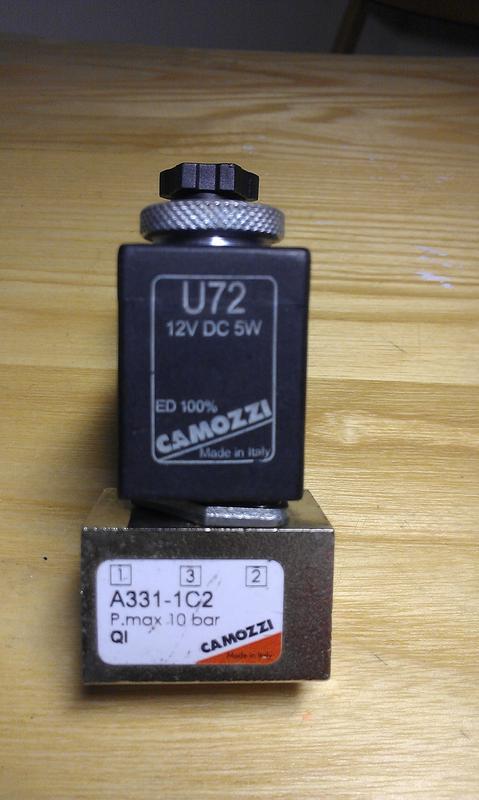 U72
12V DC 5W
ED 100%
CAMOZZI
Made in Italy
1 3 2
A331-1C2
P.max 10 bar
QI
CAMOZZI
Made in Italy